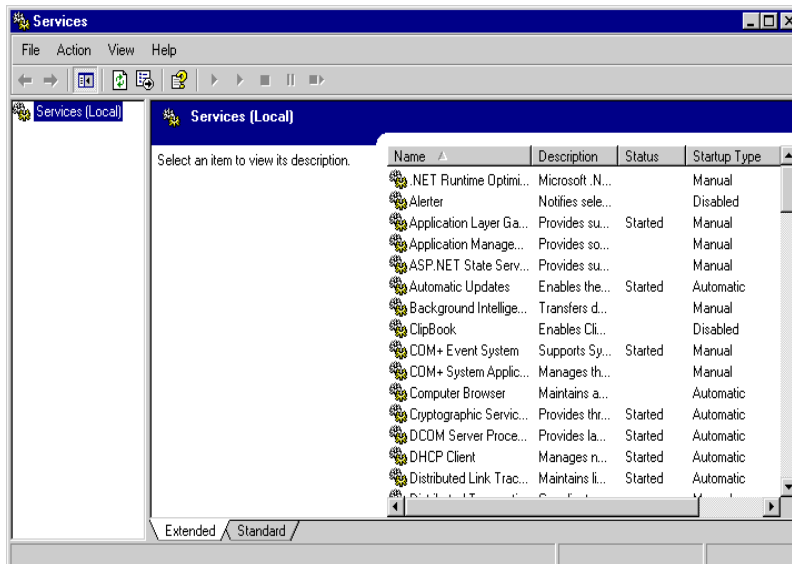 Services
File Action View Help
Services (Local)
Services (Local)
Select an item to view its description.
Name Description Status Startup Type
.NET Runtime Optimi... Microsoft .N... Manual
Alerter Notifies sele... Disabled
Application Layer Ga... Provides su... Started Manual
Application Manage... Provides so... Manual
ASP.NET State Serv... Provides su... Manual
Automatic Updates Enables the... Started Automatic
Background Intellige... Transfers d... Manual
ClipBook Enables Cli... Disabled
COM+ Event System Supports Sy... Started Manual
COM+ System Applic... Manages th... Manual
Computer Browser Maintains a... Automatic
Cryptographic Servic... Provides thr... Started Automatic
DCOM Server Proce... Provides la... Started Automatic
DHCP Client Manages n... Started Automatic
Distributed Link Trac... Maintains li... Started Automatic
Extended Standard